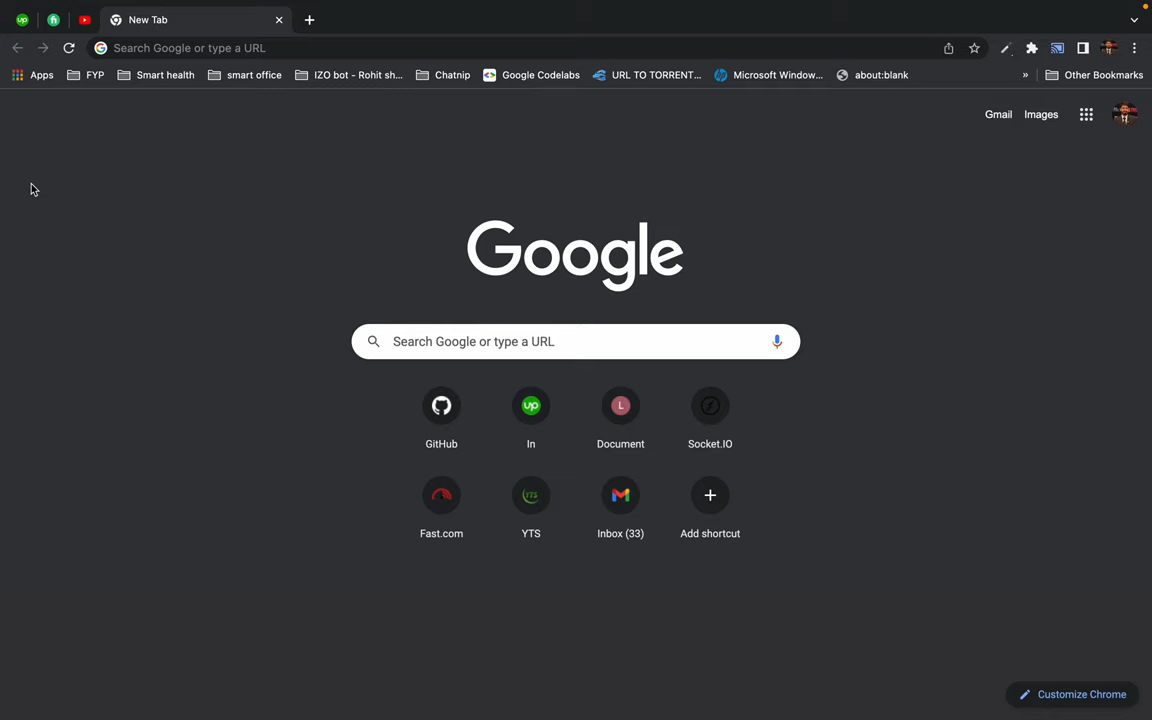 New Tab
Search Google or type a URL
Apps FYP Smart health smart office IZO bot - Rohit sh... Chatnip Google Codelabs URL TO TORRENT... Microsoft Window... about:blank » Other Bookmarks
Gmail Images
Google
Search Google or type a URL
up L
GitHub In Document Socket.IO
YTS
Fast.com YTS Inbox (33) Add shortcut
Customize Chrome